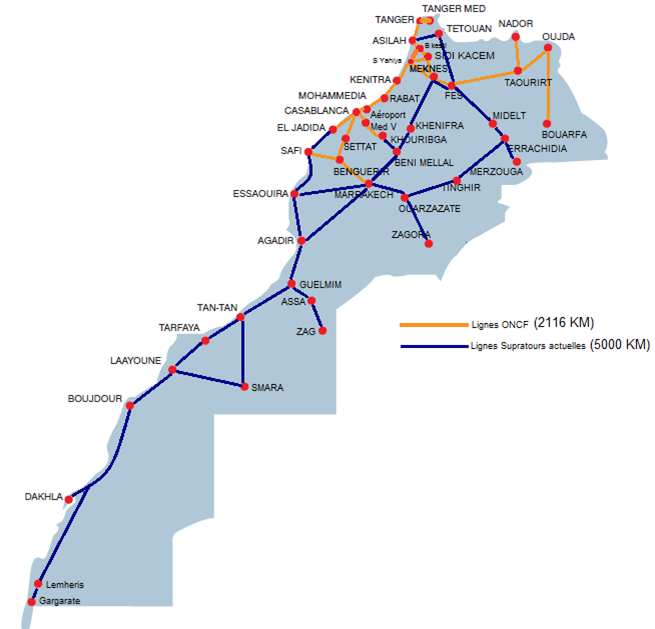 TANGER MED
TANGER
NADOR
TETOUAN
OUJDA
ASILAH
B kesiri
SIDI KACEM
S Yahiya
MEKNES
KENITRA
TAOURIRT
FES
MOHAMMEDIA
RABAT
CASABLANCA
Aéroport
Med V
MIDELT
EL JADIDA
KHENIFRA
BOUARFA
KHOURIBGA
SETTAT
ERRACHIDIA
SAFI
BENI MELLAL
BENGUERIR
MERZOUGA
TINGHIR
ESSAOUIRA
MARRAKECH
OUARZAZATE
ZAGORA
AGADIR
GUELMIM
ASSA
TAN-TAN
TARFAYA
ZAG
Lignes ONCF (2116 KM)
Lignes Supratours actuelles (5000 KM)
LAAYOUNE
SMARA
BOUJDOUR
DAKHLA
Lemheris
Gargarate